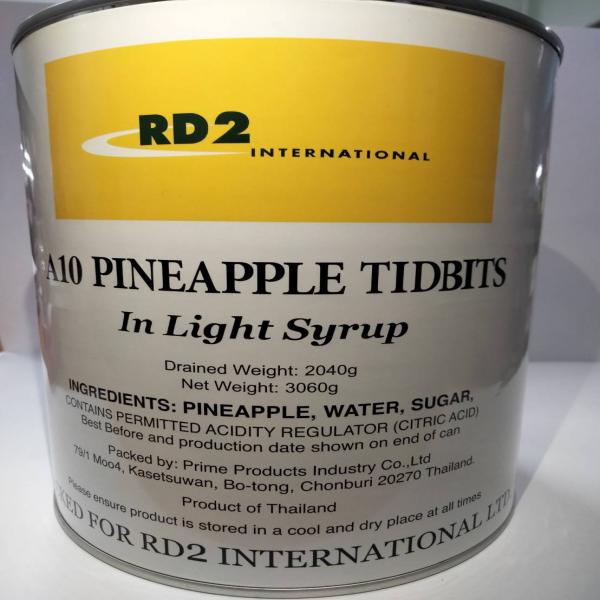 RD2
INTERNATIONAL
A10 PINEAPPLE TIDBITS
In Light Syrup
Drained Weight: 2040g
Net Weight: 3060g
INGREDIENTS: PINEAPPLE, WATER, SUGAR,
CONTAINS PERMITTED ACIDITY REGULATOR (CITRIC ACID)
Best Before and production date shown on end of can
Packed by: Prime Products Industry Co.,Ltd
79/1 Moo4, Kasetsuwan, Bo-tong, Chonburi 20270 Thailand.
Product of Thailand
Please ensure product is stored in a cool and dry place at all times
FOR RD2 INTERNATIONAL LTD.